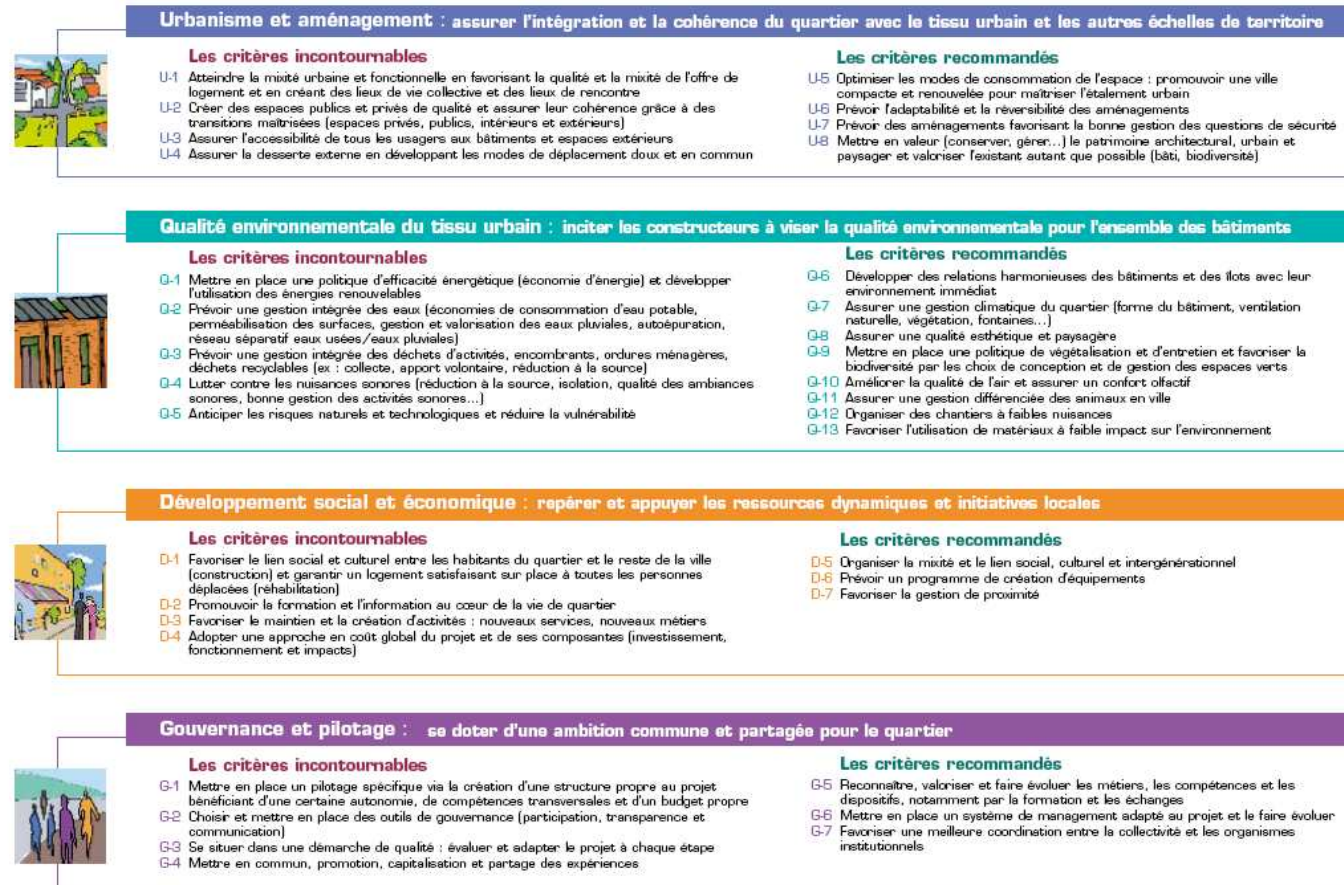 Urbanisme et aménagement : assurer l'intégration et la cohérence du quartier avec le tissu urbain et les autres échelles de territoire
Les critères incontournables
U-1 Atteindre la mixité urbaine et fonctionnelle en favorisant la qualité et la mixité de l'offre de
logement et en créant des lieux de vie collective et des lieux de rencontre
U-2 Créer des espaces publics et privés de qualité et assurer leur cohérence grâce à des
transitions maîtrisées (espaces privés, publics, intérieurs et extérieurs)
U-3 Assurer l'accessibilité de tous les usagers aux bâtiments et espaces extérieurs
U-4 Assurer la desserte externe en développant les modes de déplacement doux et en commun
Les critères recommandés
U-5 Optimiser les modes de consommation de l'espace : promouvoir une ville
compacte et renouvelée pour maîtriser l'étalement urbain
U-6 Prévoir l'adaptabilité et la réversibilité des aménagements
U-7 Prévoir des aménagements favorisant la bonne gestion des questions de sécurité
U-8 Mettre en valeur (conserver, gérer...) le patrimoine architectural, urbain et
paysager et valoriser l'existant autant que possible (bâti, biodiversité)
Qualité environnementale du tissu urbain : inciter les constructeurs à viser la qualité environnementale pour l'ensemble des bâtiments
Les critères incontournables
Q-1 Mettre en place une politique d'efficacité énergétique (économie d'énergie) et développer
l'utilisation des énergies renouvelables
Q-2 Prévoir une gestion intégrée des eaux (économies de consommation d'eau potable,
perméabilisation des surfaces, gestion et valorisation des eaux pluviales, autoépuration,
réseau séparatif eaux usées/eaux pluviales)
Q-3 Prévoir une gestion intégrée des déchets d'activités, encombrants, ordures ménagères,
déchets recyclables (ex : collecte, apport volontaire, réduction à la source)
Q-4 Lutter contre les nuisances sonores (réduction à la source, isolation, qualité des ambiances
sonores, bonne gestion des activités sonores...)
Q-5 Anticiper les risques naturels et technologiques et réduire la vulnérabilité
Les critères recommandés
Q-6 Développer des relations harmonieuses des bâtiments et des îlots avec leur
environnement immédiat
Q-7 Assurer une gestion climatique du quartier (forme du bâtiment, ventilation
naturelle, végétation, fontaines...)
Q-8 Assurer une qualité esthétique et paysagère
Q-9 Mettre en place une politique de végétalisation et d'entretien et favoriser la
biodiversité par les choix de conception et de gestion des espaces verts
Q-10 Améliorer la qualité de l'air et assurer un confort olfactif
Q-11 Assurer une gestion différenciée des animaux en ville
Q-12 Organiser des chantiers à faibles nuisances
Q-13 Favoriser l'utilisation de matériaux à faible impact sur l'environnement
Développement social et économique : repérer et appuyer les ressources dynamiques et initiatives locales
Les critères incontournables
D-1 Favoriser le lien social et culturel entre les habitants du quartier et le reste de la ville
(construction) et garantir un logement satisfaisant sur place à toutes les personnes
déplacées (réhabilitation)
D-2 Promouvoir la formation et l'information au cœur de la vie de quartier
D-3 Favoriser le maintien et la création d'activités : nouveaux services, nouveaux métiers
D-4 Adopter une approche en coût global du projet et de ses composantes (investissement,
fonctionnement et impacts)
Les critères recommandés
D-5 Organiser la mixité et le lien social, culturel et intergénérationnel
D-6 Prévoir un programme de création d'équipements
D-7 Favoriser la gestion de proximité
Gouvernance et pilotage : se doter d'une ambition commune et partagée pour le quartier
Les critères incontournables
G-1 Mettre en place un pilotage spécifique via la création d'une structure propre au projet
bénéficiant d'une certaine autonomie, de compétences transversales et d'un budget propre
G-2 Choisir et mettre en place des outils de gouvernance (participation, transparence et
communication)
G-3 Se situer dans une démarche de qualité : évaluer et adapter le projet à chaque étape
G-4 Mettre en commun, promotion, capitalisation et partage des expériences
Les critères recommandés
G-5 Reconnaître, valoriser et faire évoluer les métiers, les compétences et les
dispositifs, notamment par la formation et les échanges
G-6 Mettre en place un système de management adapté au projet et le faire évoluer
G-7 Favoriser une meilleure coordination entre la collectivité et les organismes
institutionnels